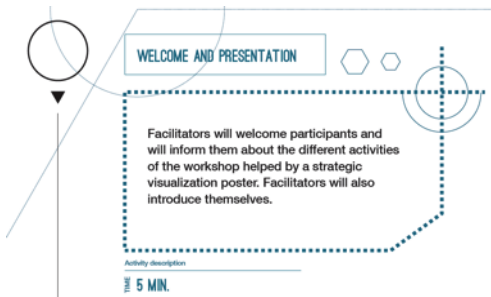 WELCOME AND PRESENTATION
Facilitators will welcome participants and
will inform them about the different activities
of the workshop helped by a strategic
visualization poster. Facilitators will also
introduce themselves.
Activity description
TIME 5 MIN.